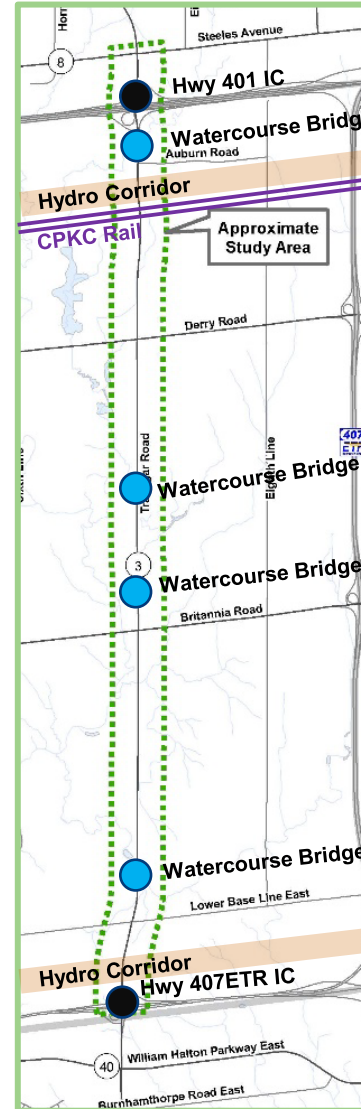 Horn
Steeles Avenue
8
Hwy 401 IC
Watercourse Bridge
Auburn Road
Hydro Corridor
CPKC Rail
Approximate
Study Area
Derry Road
407
Watercourse Bridge
Eighth Line
3
Watercourse Bridge
Britannia Road
Watercourse Bridge
Lower Base Line East
Hydro Corridor
Hwy 407ETR IC
William Halton Parkway East
40
Burnhamthorpe Road East